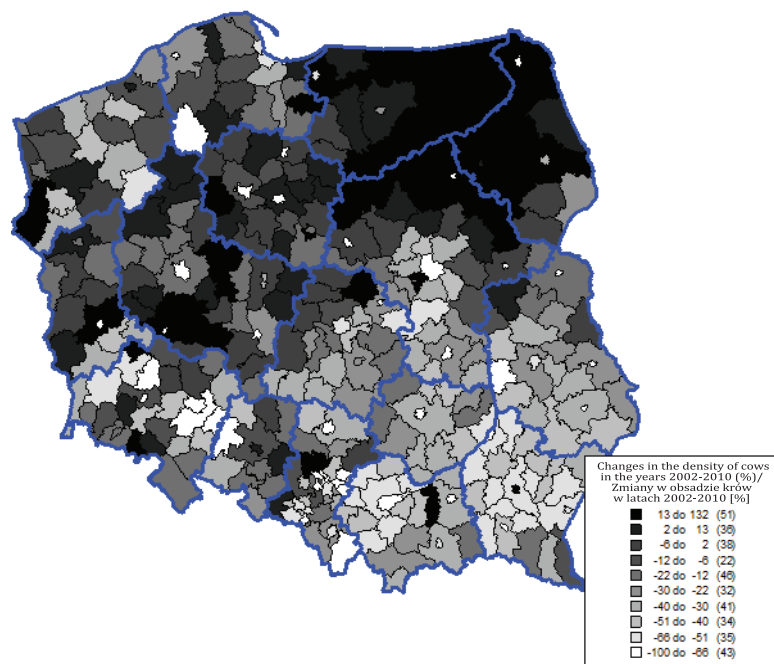 Changes in the density of cows
in the years 2002-2010 (%)/
Zmiany w obsadzie krów
w latach 2002-2010 [%]
13 do 132 (51)
2 do 13 (36)
-6 do 2 (38)
-12 do -6 (22)
-22 do -12 (46)
-30 do -22 (32)
-40 do -30 (41)
-51 do -40 (34)
-66 do -51 (35)
-100 do -66 (43)